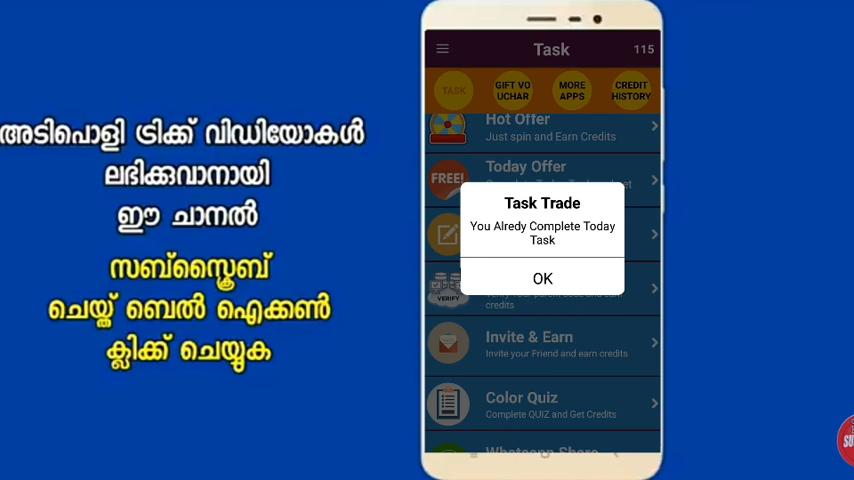 അടിപൊളി ട്രിക്ക് വിഡിയോകൾ
ലഭിക്കുവാനായി
ഈ ചാനൽ
സബ്സ്ക്രൈബ്
ചെയ്ത് ബെൽ ഐക്കൺ
ക്ലിക്ക് ചെയ്യുക
Task
115
TASK
GIFT VO
UCHAR
MORE
APPS
CREDIT
HISTORY
Hot Offer
Just spin and Earn Credits
FREE!
Today Offer
Task Trade
You Alredy Complete Today
Task
OK
VERIFY
credits
Invite & Earn
Invite your Friend and earn credits
Color Quiz
Complete QUIZ and Get Credits
Whatsapp Share